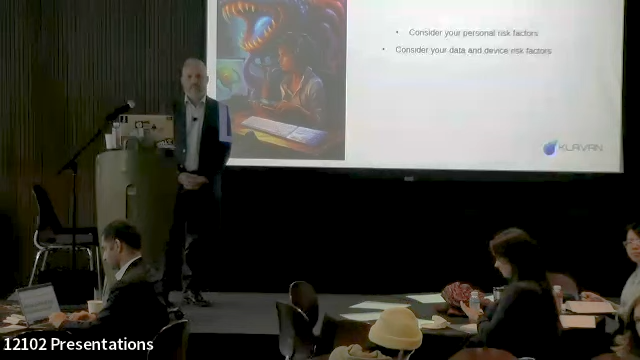 Consider your personal risk factors
Consider your data and device risk factors
KLAVAN
12102 Presentations